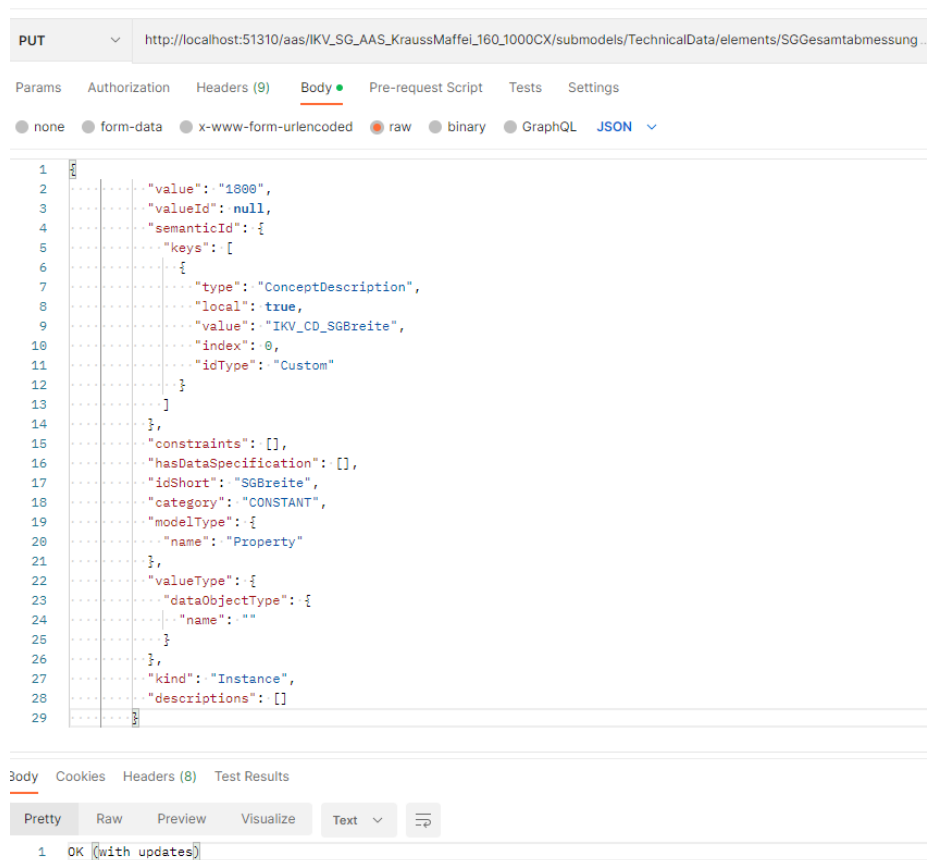 PUT http://localhost:51310/aas/IKV_SG_AAS_KraussMaffei_160_1000CX/submodels/TechnicalData/elements/SGGesamtabmessung...
Params Authorization Headers (9) Body Pre-request Script Tests Settings
none form-data x-www-form-urlencoded raw binary GraphQL JSON
1 {
2 "value": "1800",
3 "valueId": null,
4 "semanticId": {
5 "keys": [
6 {
7 "type": "ConceptDescription",
8 "local": true,
9 "value": "IKV_CD_SGBreite",
10 "index": 0,
11 "idType": "Custom"
12 }
13 ]
14 },
15 "constraints": [],
16 "hasDataSpecification": [],
17 "idShort": "SGBreite",
18 "category": "CONSTANT",
19 "modelType": {
20 "name": "Property"
21 },
22 "valueType": {
23 "dataObjectType": {
24 "name": ""
25 }
26 },
27 "kind": "Instance",
28 "descriptions": []
29 }
Body Cookies Headers (8) Test Results
Pretty Raw Preview Visualize Text
1 OK (with updates)